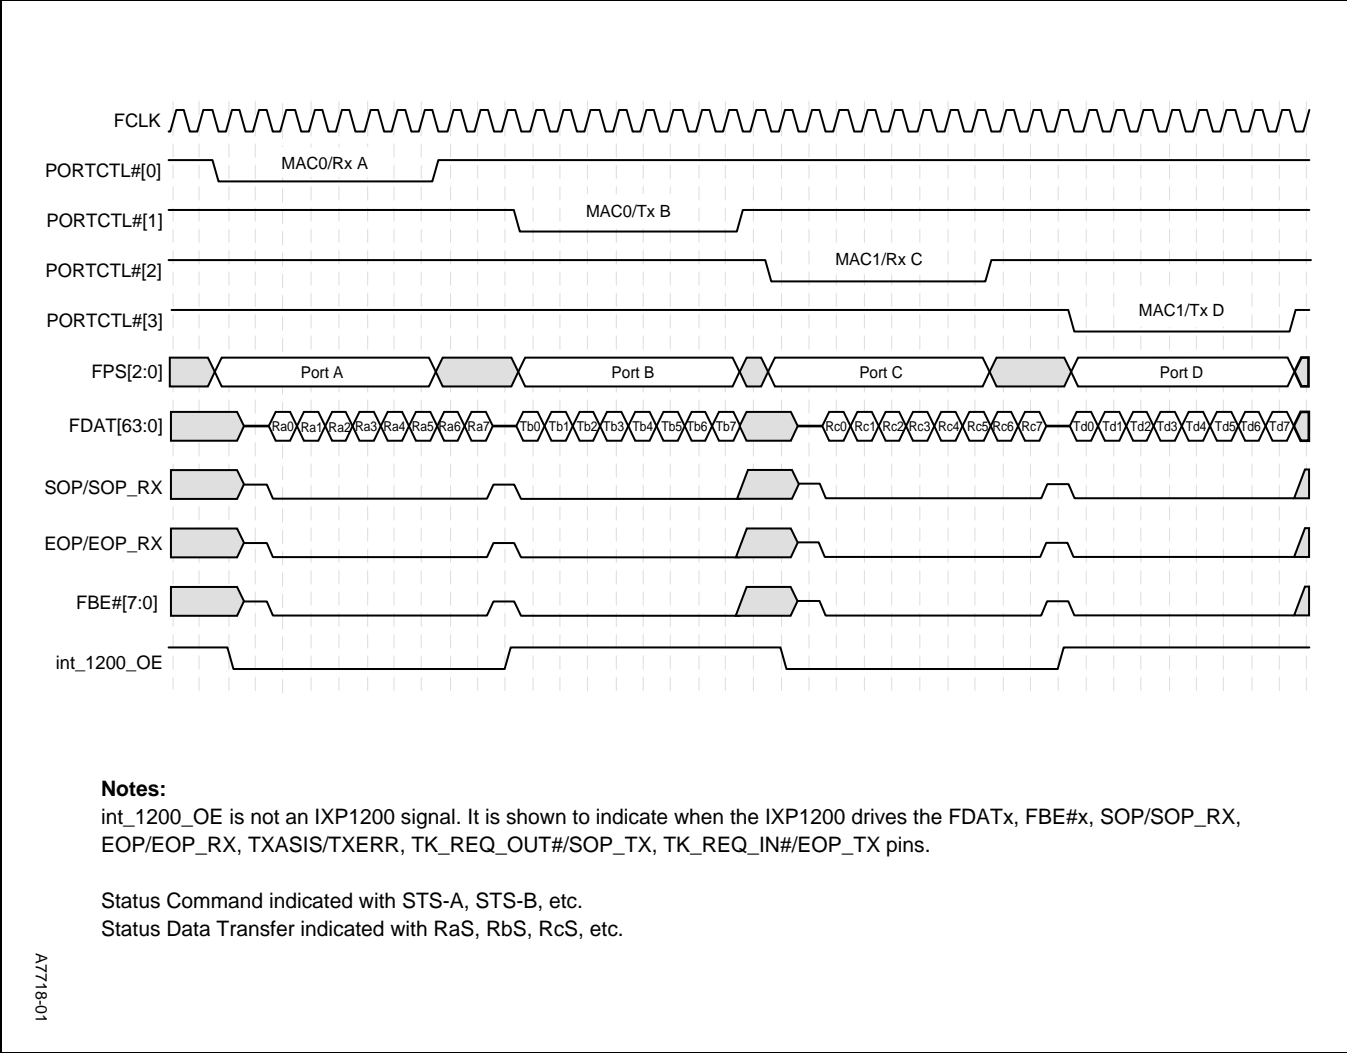 FCLK
PORTCTL#[0] MAC0/Rx A
PORTCTL#[1] MAC0/Tx B
PORTCTL#[2] MAC1/Rx C
PORTCTL#[3] MAC1/Tx D
FPS[2:0] Port A Port B Port C Port D
FDAT[63:0] Ra0 Ra1 Ra2 Ra3 Ra4 Ra5 Ra6 Ra7 Tb0 Tb1 Tb2 Tb3 Tb4 Tb5 Tb6 Tb7 Rc0 Rc1 Rc2 Rc3 Rc4 Rc5 Rc6 Rc7 Td0 Td1 Td2 Td3 Td4 Td5 Td6 Td7
SOP/SOP_RX
EOP/EOP_RX
FBE#[7:0]
int_1200_OE
Notes:
int_1200_OE is not an IXP1200 signal. It is shown to indicate when the IXP1200 drives the FDATx, FBE#x, SOP/SOP_RX,
EOP/EOP_RX, TXASIS/TXERR, TK_REQ_OUT#/SOP_TX, TK_REQ_IN#/EOP_TX pins.
Status Command indicated with STS-A, STS-B, etc.
Status Data Transfer indicated with RaS, RbS, RcS, etc.
A7718-01